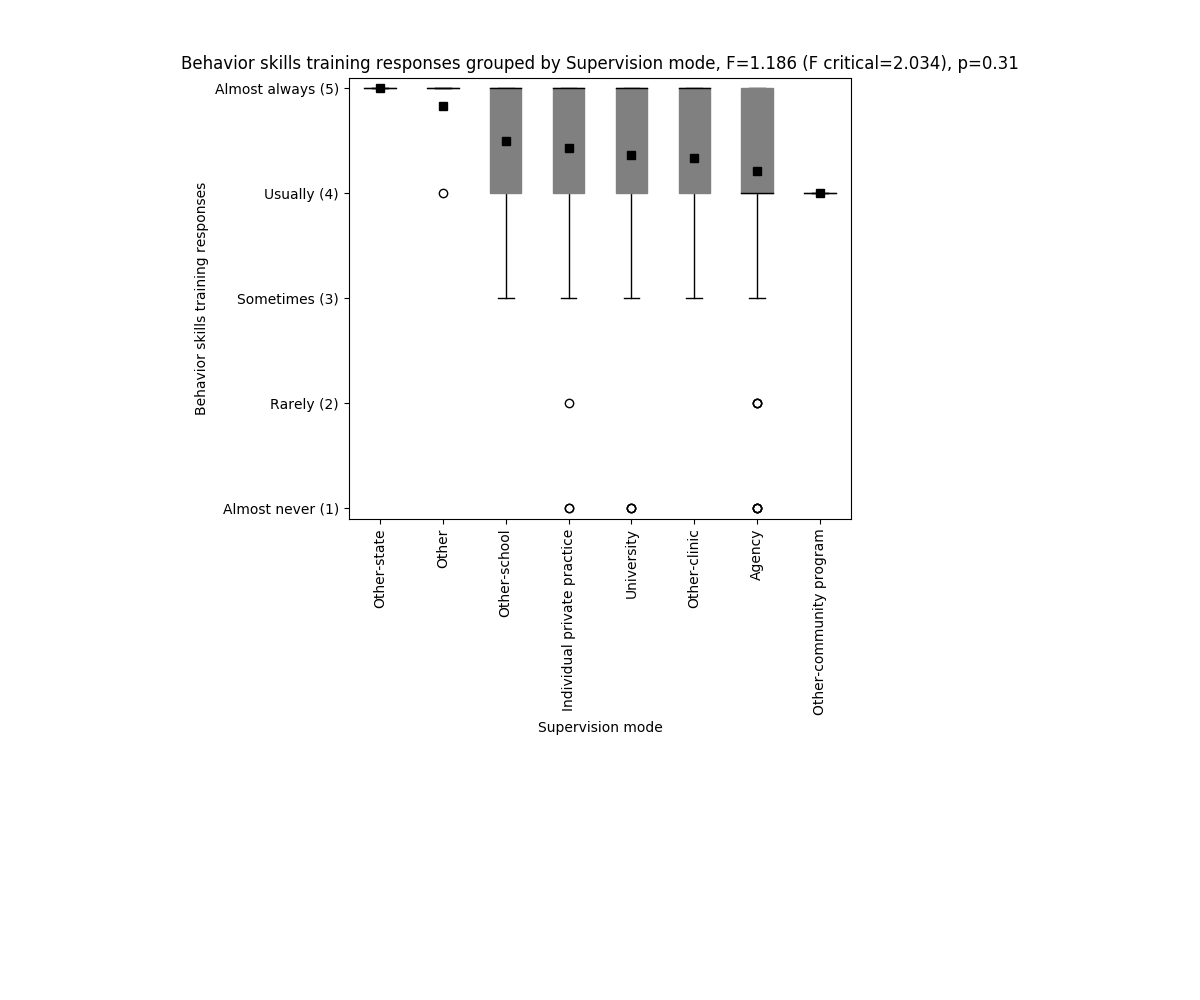 Behavior skills training responses grouped by Supervision mode, F=1.186 (F critical=2.034), p=0.31
Behavior skills training responses
Almost always (5)
Usually (4)
Sometimes (3)
Rarely (2)
Almost never (1)
Other-state
Other
Other-school
Individual private practice
University
Other-clinic
Agency
Other-community program
Supervision mode